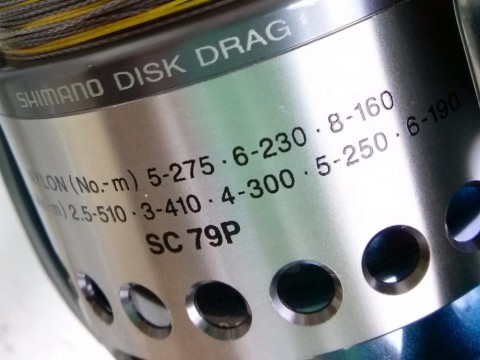 SHIMANO DISK DRAG
YLON (No.-m) 5-275 · 6-230 · 8-160
-m) 2.5-510 · 3-410 · 4-300 · 5-250 · 6-190
SC 79P